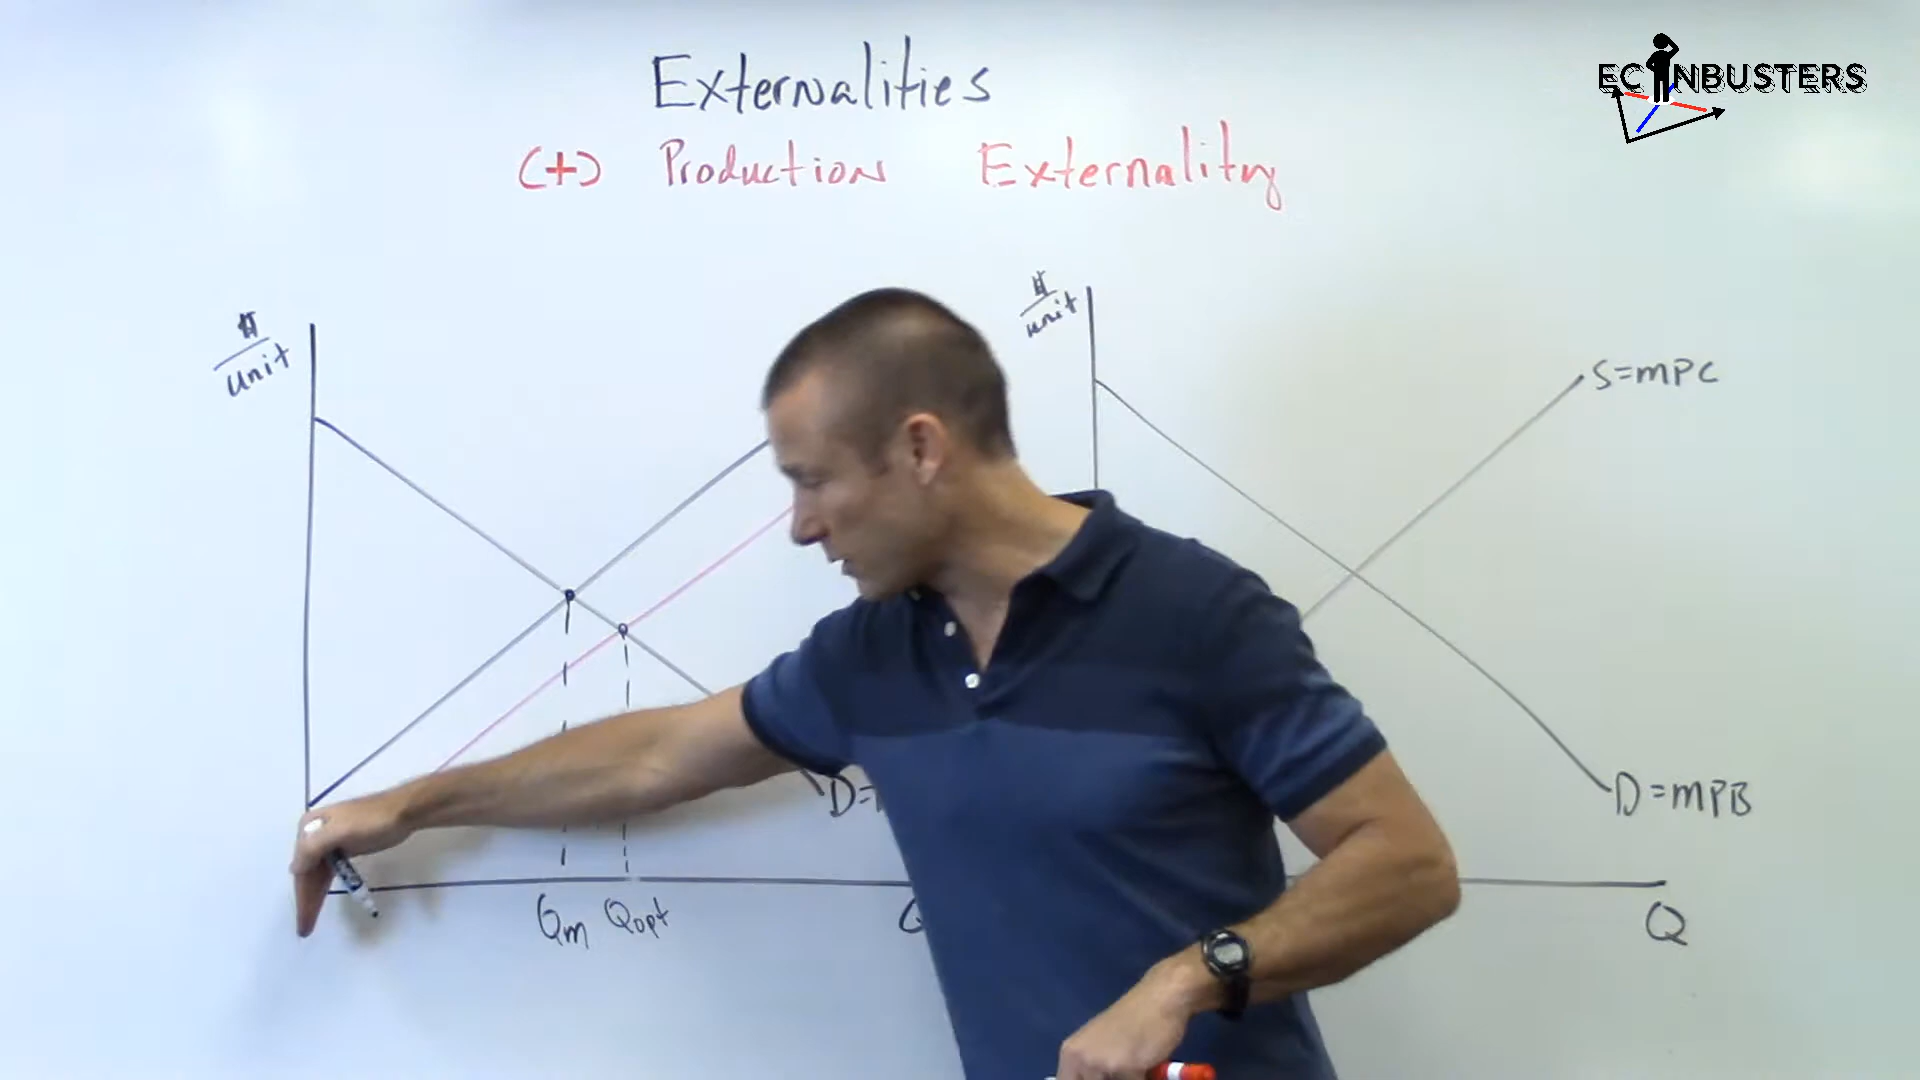 Externalities
(+) Production Externality
ECONBUSTERS
$/unit
$/unit
S=MPC
D=
D=MPB
Qm Qopt
Q
Q